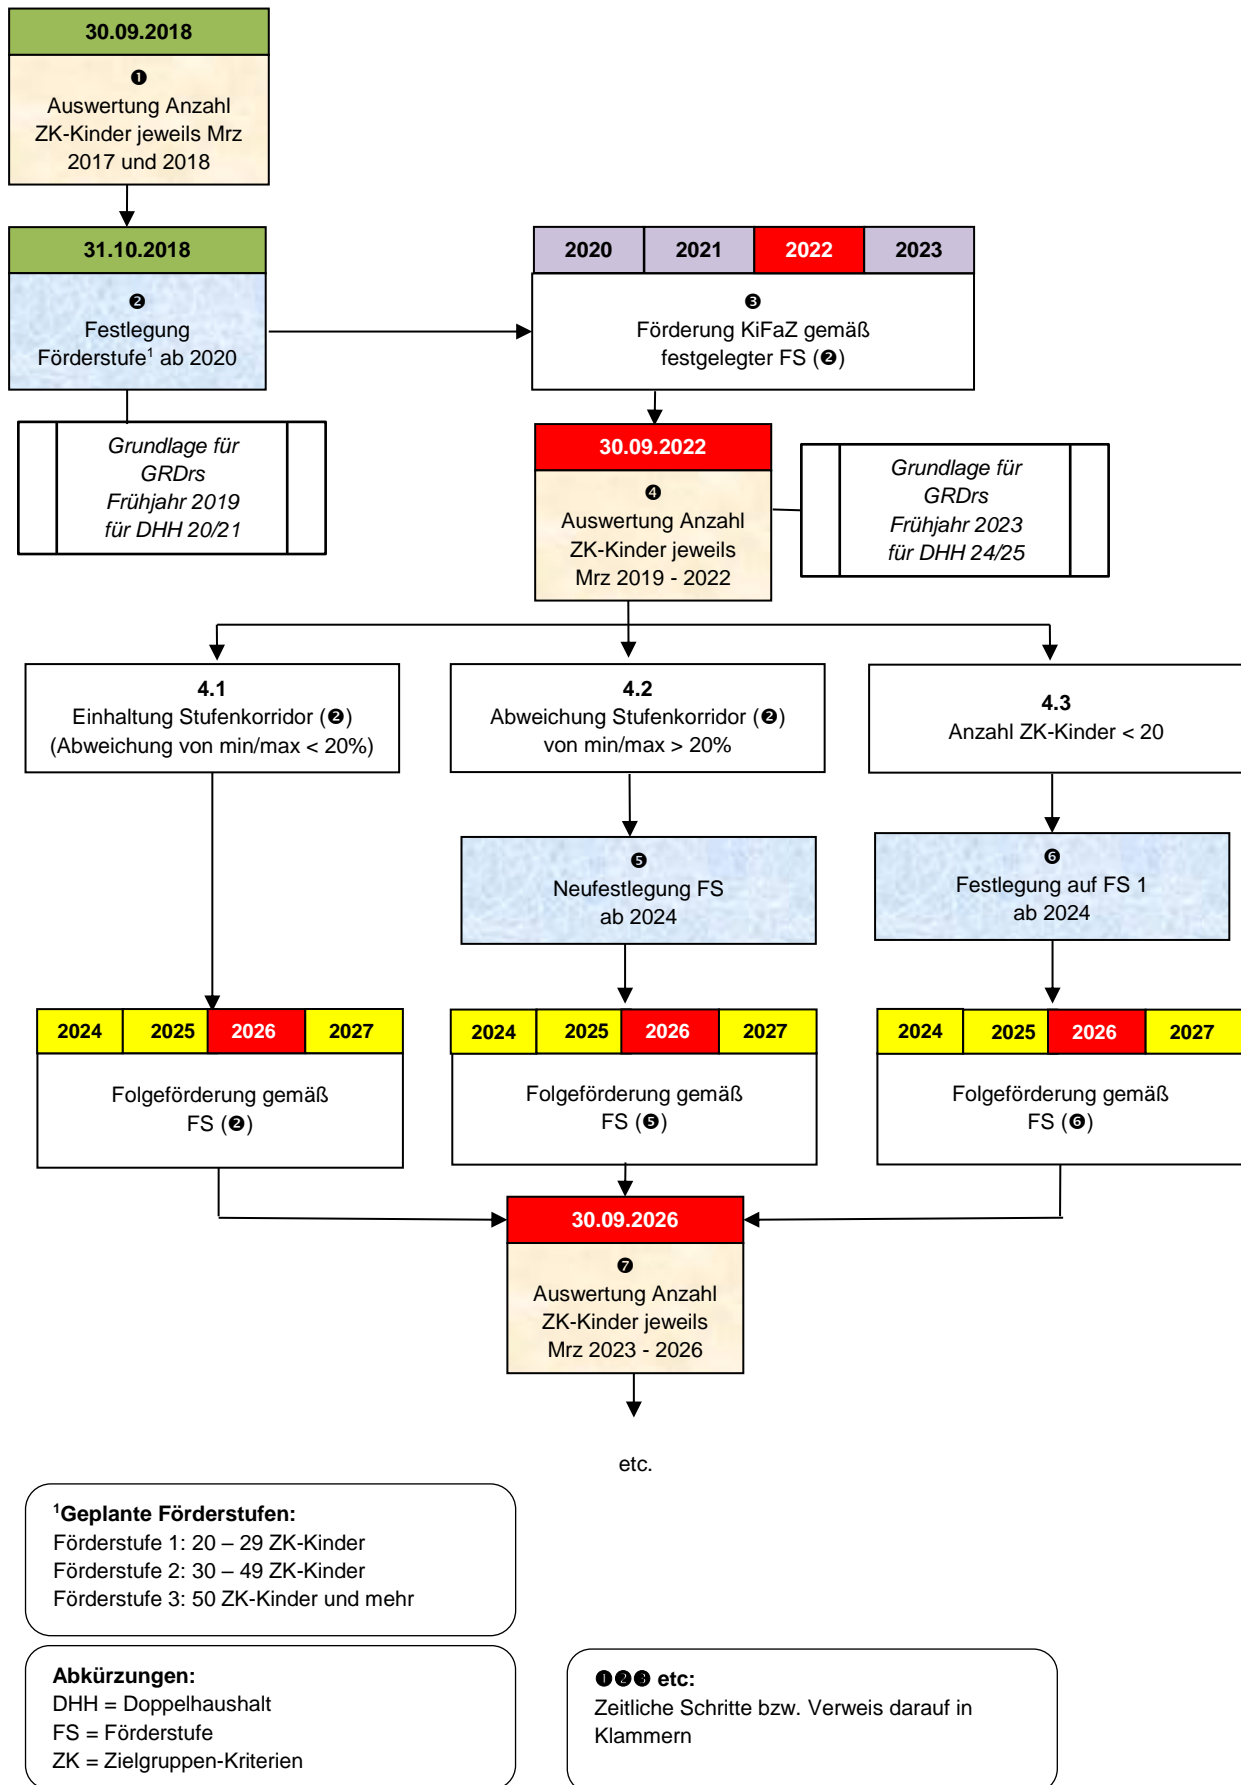 30.09.2018
❶
Auswertung Anzahl
ZK-Kinder jeweils Mrz
2017 und 2018
31.10.2018
❷
Festlegung
Förderstufe¹ ab 2020
2020 2021 2022 2023
❸
Förderung KiFaZ gemäß
festgelegter FS (❷)
Grundlage für
GRDrs
Frühjahr 2019
für DHH 20/21
30.09.2022
❹
Auswertung Anzahl
ZK-Kinder jeweils
Mrz 2019 - 2022
Grundlage für
GRDrs
Frühjahr 2023
für DHH 24/25
4.1
Einhaltung Stufenkorridor (❷)
(Abweichung von min/max < 20%)
4.2
Abweichung Stufenkorridor (❷)
von min/max > 20%
4.3
Anzahl ZK-Kinder < 20
❺
Neufestlegung FS
ab 2024
❻
Festlegung auf FS 1
ab 2024
2024 2025 2026 2027
Folgeförderung gemäß
FS (❷)
2024 2025 2026 2027
Folgeförderung gemäß
FS (❺)
2024 2025 2026 2027
Folgeförderung gemäß
FS (❻)
30.09.2026
❼
Auswertung Anzahl
ZK-Kinder jeweils
Mrz 2023 - 2026
etc.
¹Geplante Förderstufen:
Förderstufe 1: 20 – 29 ZK-Kinder
Förderstufe 2: 30 – 49 ZK-Kinder
Förderstufe 3: 50 ZK-Kinder und mehr
Abkürzungen:
DHH = Doppelhaushalt
FS = Förderstufe
ZK = Zielgruppen-Kriterien
❶❷❸ etc:
Zeitliche Schritte bzw. Verweis darauf in
Klammern